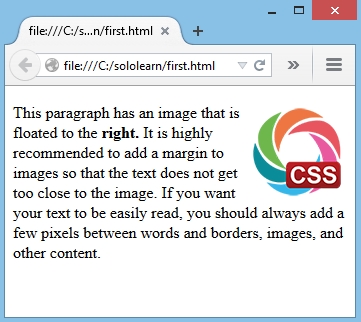 file:///C:/s...n/first.html
file:///C:/sololearn/first.html
This paragraph has an image that is
floated to the right. It is highly
recommended to add a margin to
images so that the text does not get
too close to the image. If you want
your text to be easily read, you should always add a
few pixels between words and borders, images, and
other content.
CSS